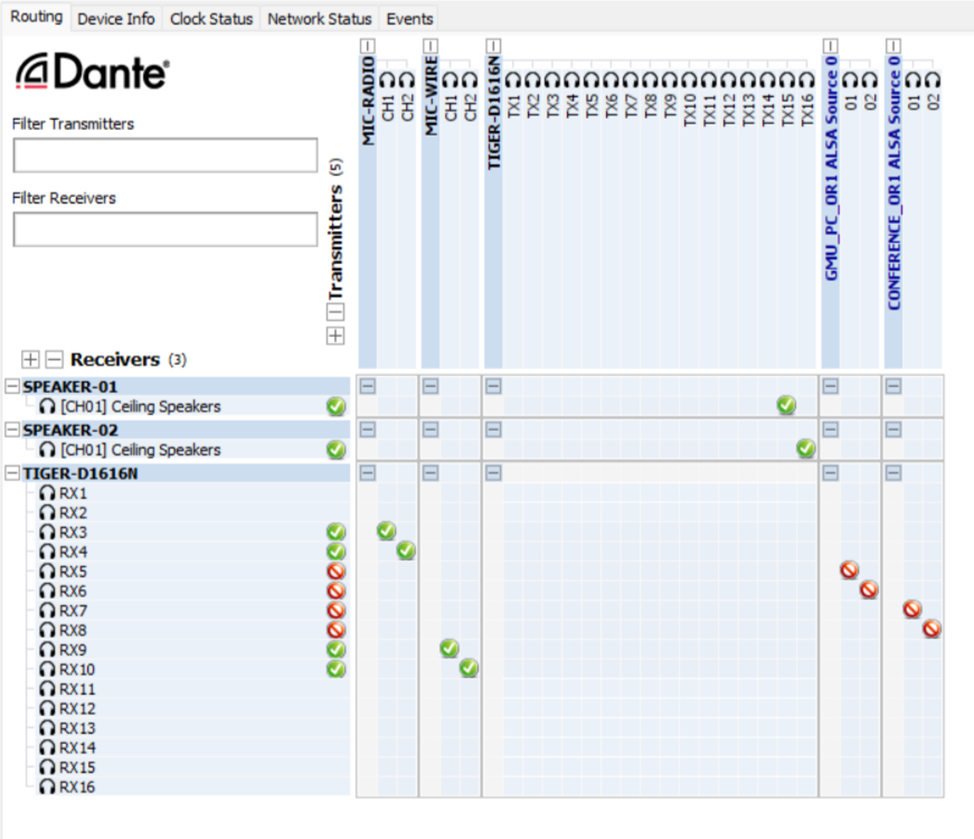 Routing Device Info Clock Status Network Status Events
Dante®
Filter Transmitters
Filter Receivers
Transmitters (5)
MIC-RADIO
CH1
CH2
MIC-WIRE
CH1
CH2
TIGER-D1616N
TX1
TX2
TX3
TX4
TX5
TX6
TX7
TX8
TX9
TX10
TX11
TX12
TX13
TX14
TX15
TX16
GMU_PC_OR1 ALSA Source 0
01
02
CONFERENCE_OR1 ALSA Source 0
01
02
Receivers (3)
SPEAKER-01
[CH01] Ceiling Speakers
SPEAKER-02
[CH01] Ceiling Speakers
TIGER-D1616N
RX1
RX2
RX3
RX4
RX5
RX6
RX7
RX8
RX9
RX10
RX11
RX12
RX13
RX14
RX15
RX16